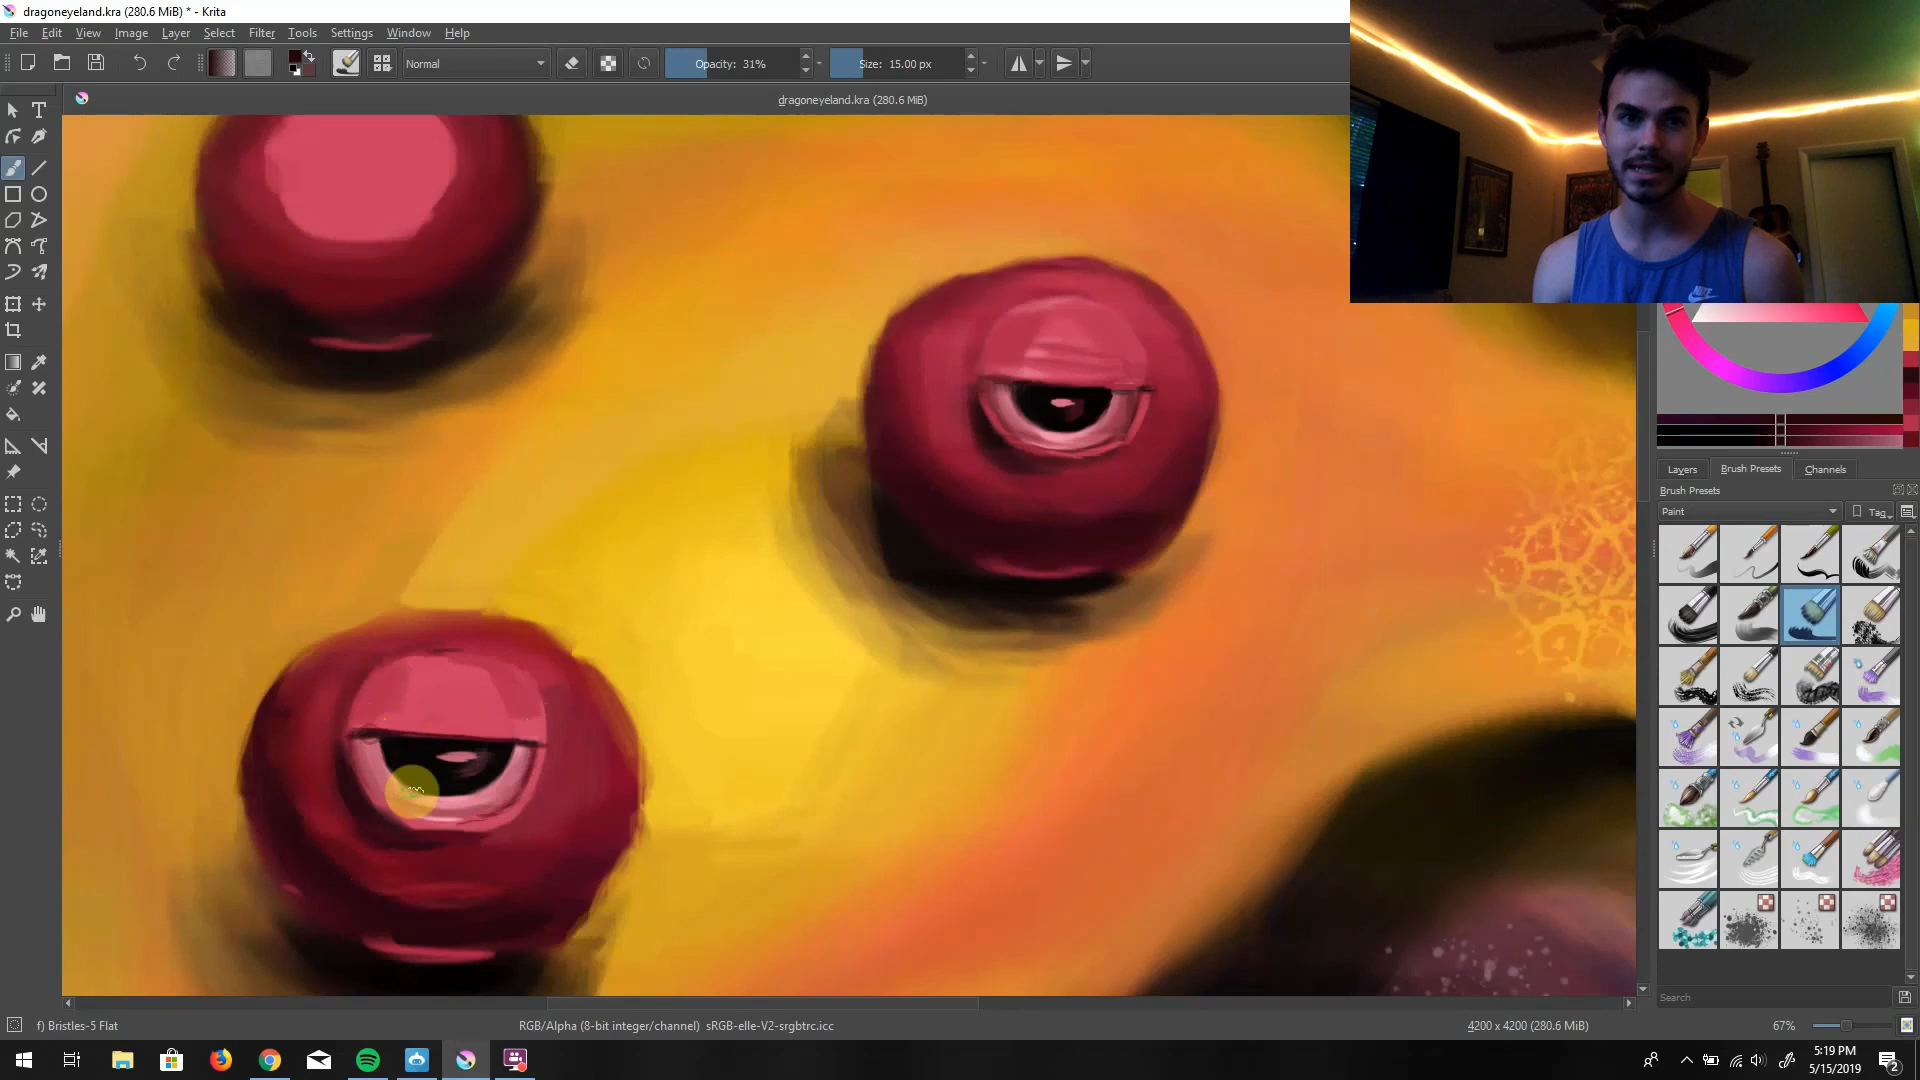 dragoneyeland.kra (280.6 MiB) * - Krita
File Edit View Image Layer Select Filter Tools Settings Window Help
Normal
Opacity: 31%
Size: 15.00 px
dragoneyeland.kra (280.6 MiB)
Layers Brush Presets Channels
Brush Presets
Paint
Tag
Search
f) Bristles-5 Flat
RGB/Alpha (8-bit integer/channel) sRGB-elle-V2-srgbtrc.icc
4200 x 4200 (280.6 MiB)
67%
5:19 PM
5/15/2019
2